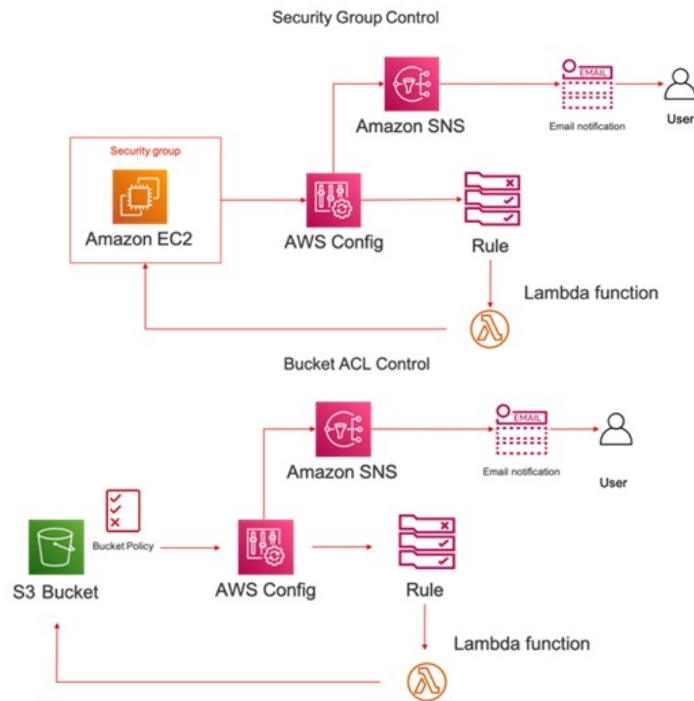 Security Group Control
EMAIL
Amazon SNS
Email notification
User
Security group
Amazon EC2
AWS Config
Rule
Lambda function
Bucket ACL Control
EMAIL
Amazon SNS
Email notification
User
Bucket Policy
S3 Bucket
AWS Config
Rule
Lambda function